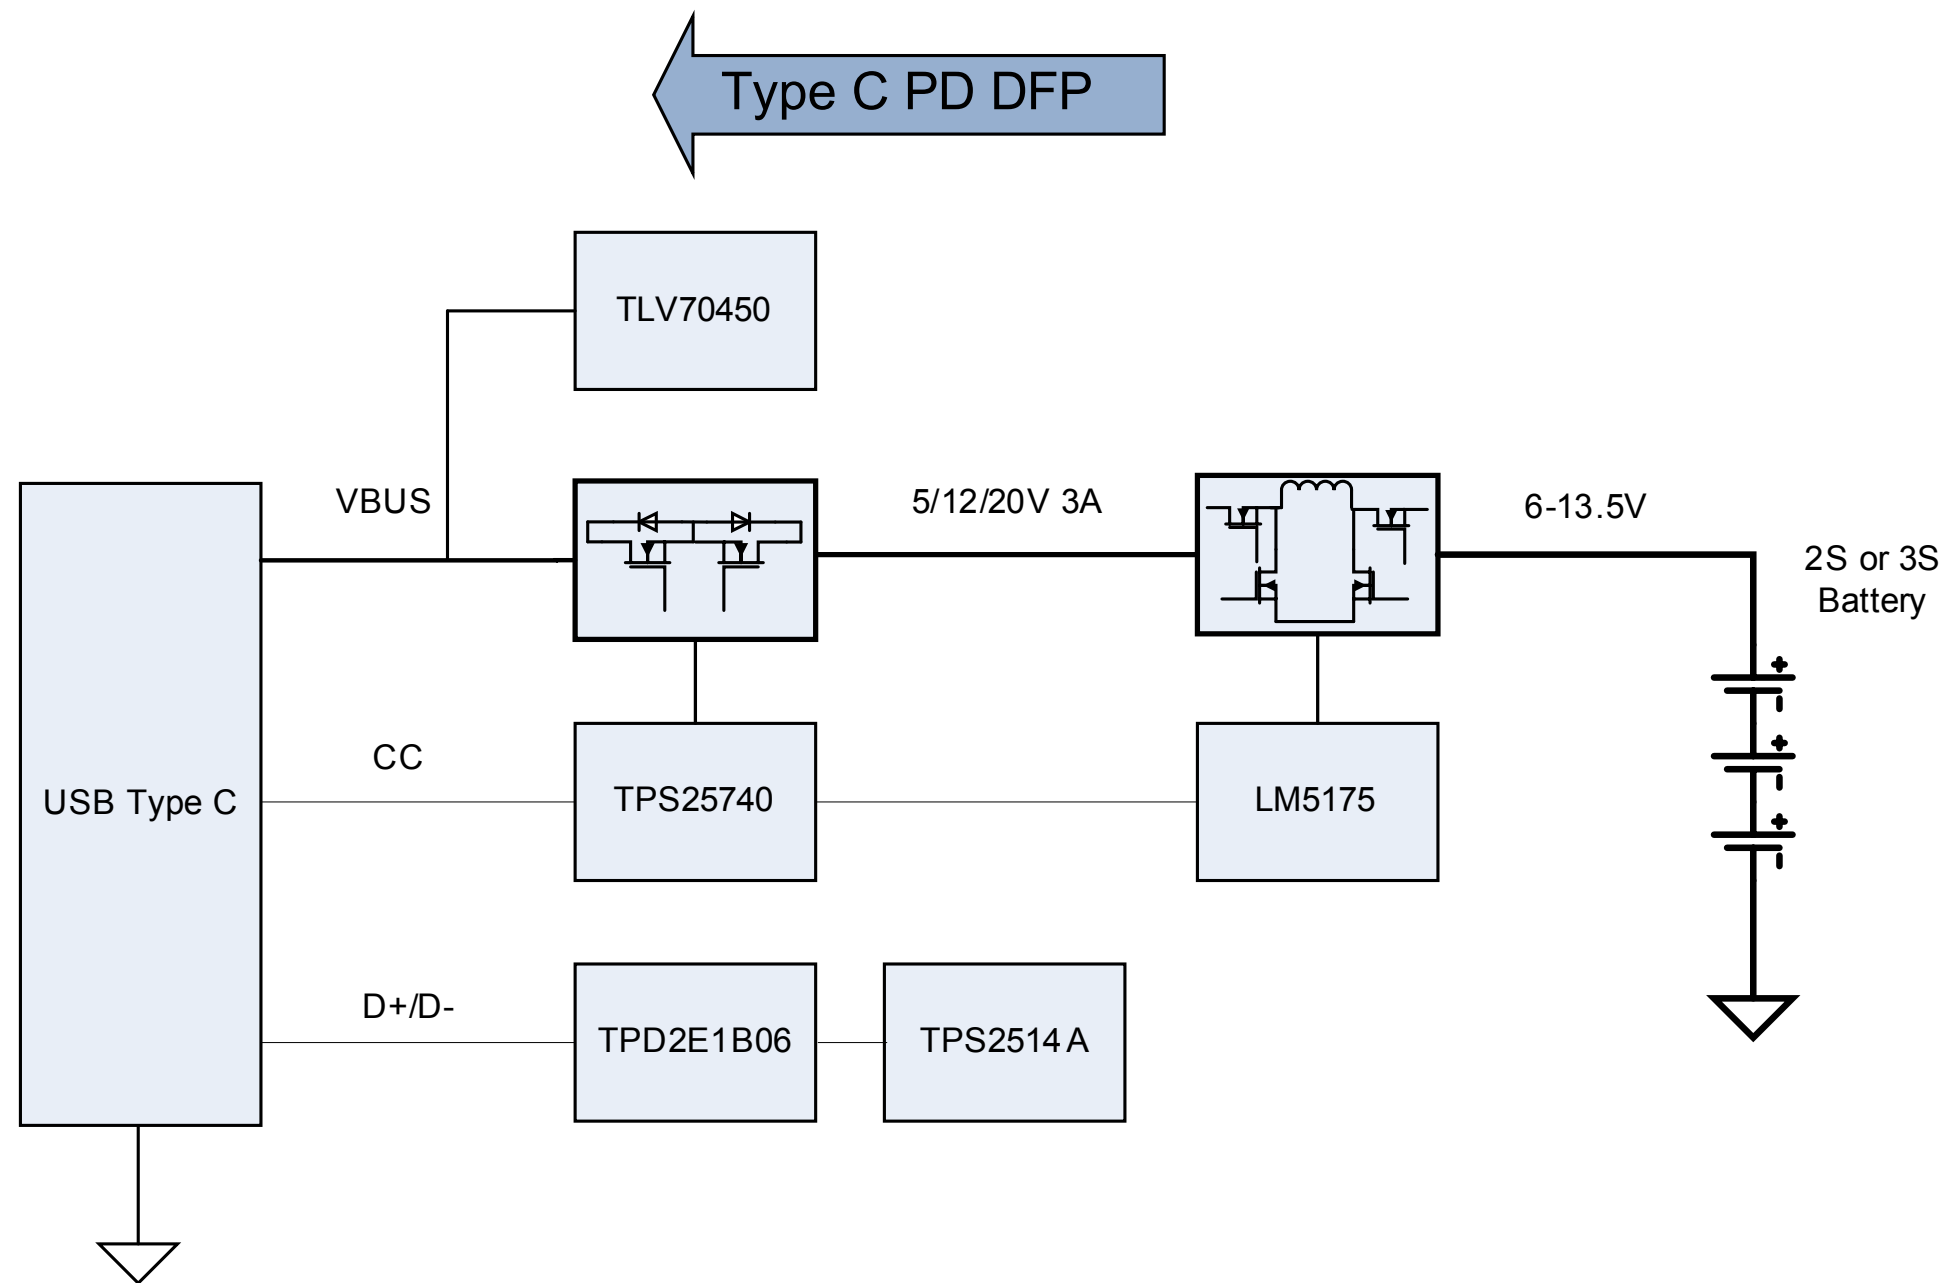 Type C PD DFP
TLV70450
VBUS
5/12/20V 3A
6-13.5V
2S or 3S
Battery
CC
USB Type C
TPS25740
LM5175
D+/D-
TPD2E1B06
TPS2514A